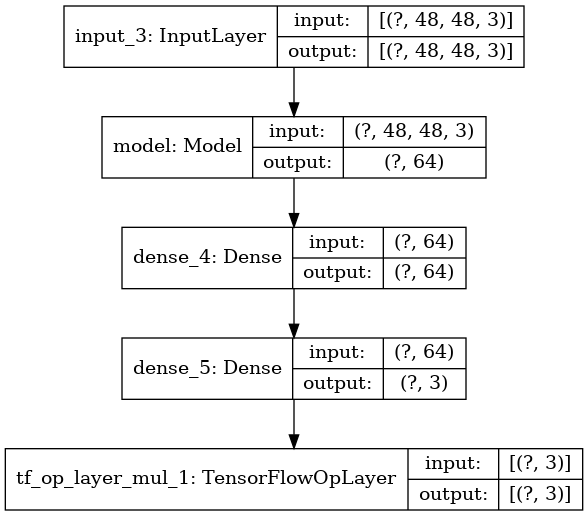 input_3: InputLayer
input: [(?, 48, 48, 3)]
output: [(?, 48, 48, 3)]
model: Model
input: (?, 48, 48, 3)
output: (?, 64)
dense_4: Dense
input: (?, 64)
output: (?, 64)
dense_5: Dense
input: (?, 64)
output: (?, 3)
tf_op_layer_mul_1: TensorFlowOpLayer
input: [(?, 3)]
output: [(?, 3)]